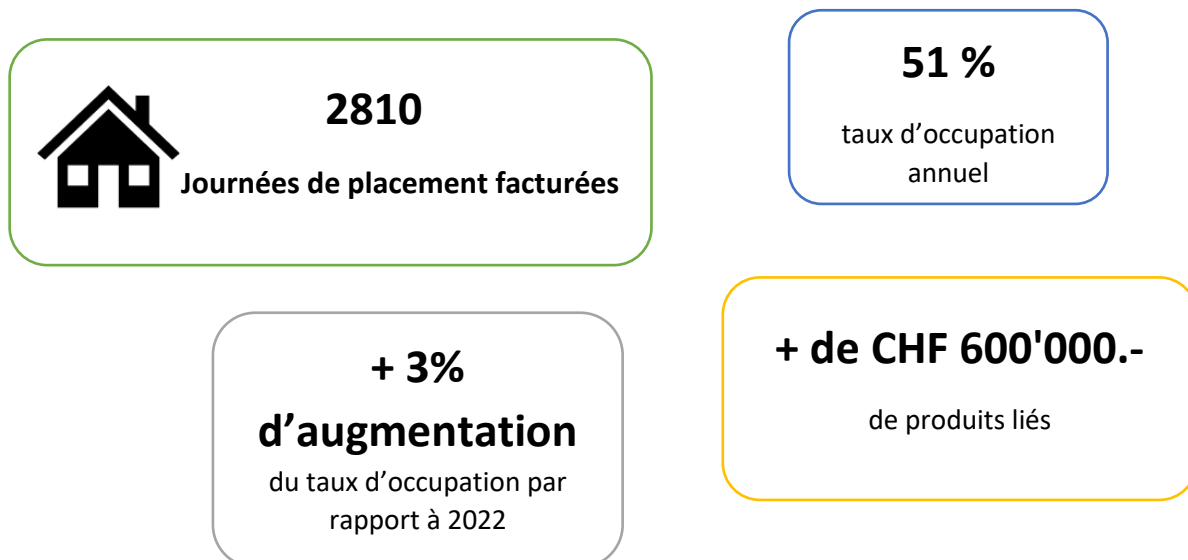 2810
Journées de placement facturées
51 %
taux d’occupation
annuel
+ 3%
d’augmentation
du taux d’occupation par
rapport à 2022
+ de CHF 600'000.-
de produits liés